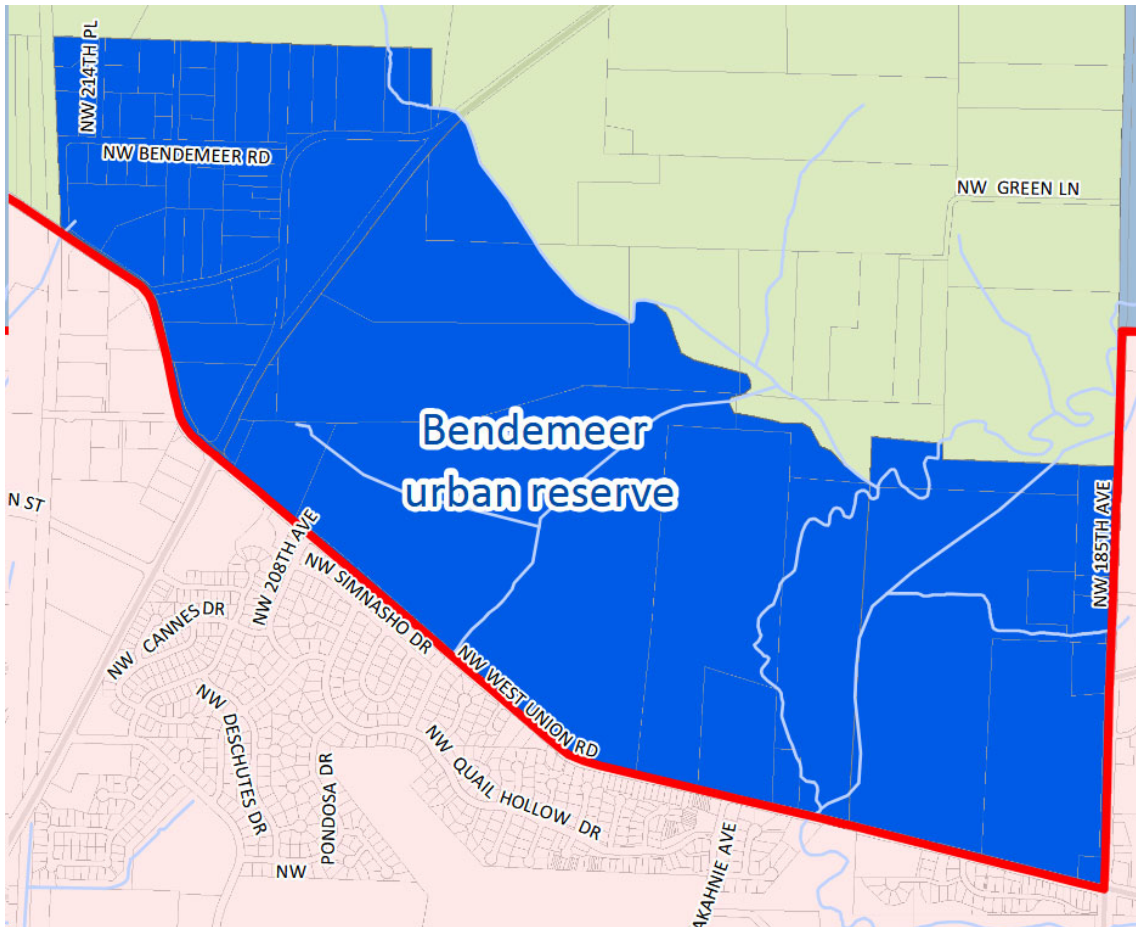 NW 214TH PL
NW BENDEMEER RD
NW GREEN LN
Bendemeer
urban reserve
N ST
NW 208TH AVE
NW SIMNASHO DR
NW 185TH AVE
NW CANNES DR
NW WEST UNION RD
NW DESCHUTES DR
PONDOSA DR
NW QUAIL HOLLOW DR
NW
AKAHNIE AVE